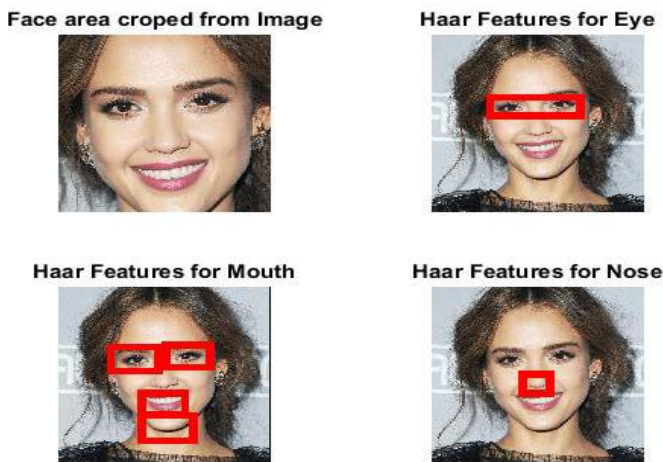 Face area croped from Image
Haar Features for Eye
Haar Features for Mouth
Haar Features for Nose